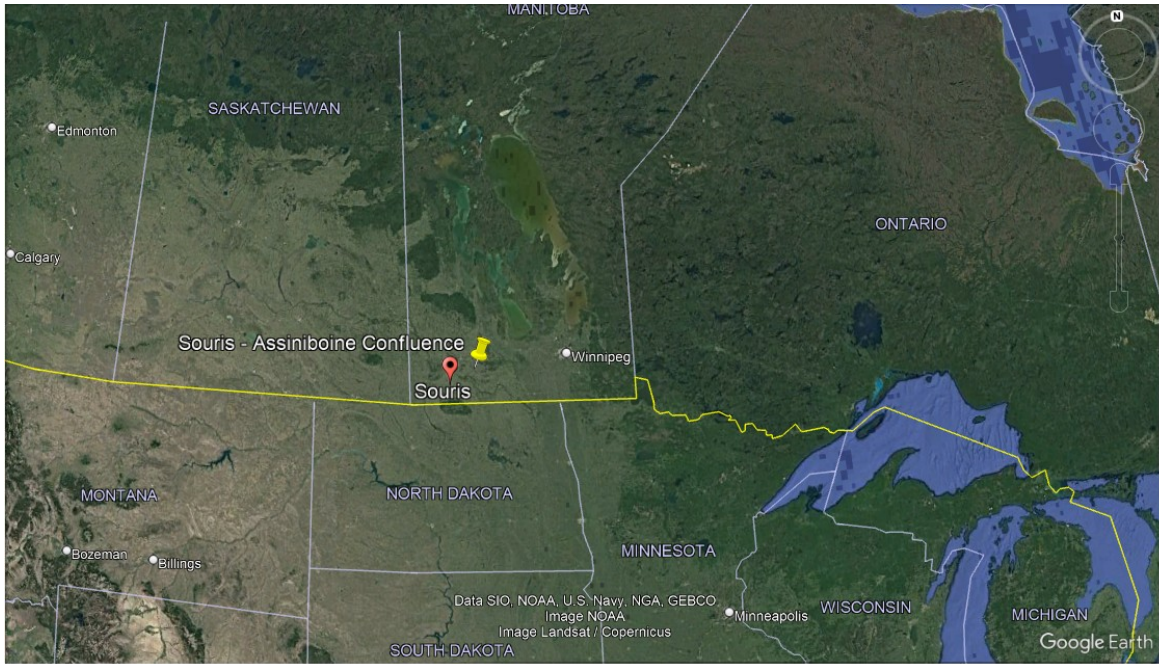 MANITOBA
N
SASKATCHEWAN
Edmonton
ONTARIO
Calgary
Souris - Assiniboine Confluence
Winnipeg
Souris
MONTANA
NORTH DAKOTA
Bozeman
Billings
MINNESOTA
Data SIO, NOAA, U.S. Navy, NGA, GEBCO
Image NOAA
Image Landsat / Copernicus
Minneapolis
WISCONSIN
MICHIGAN
SOUTH DAKOTA
Google Earth